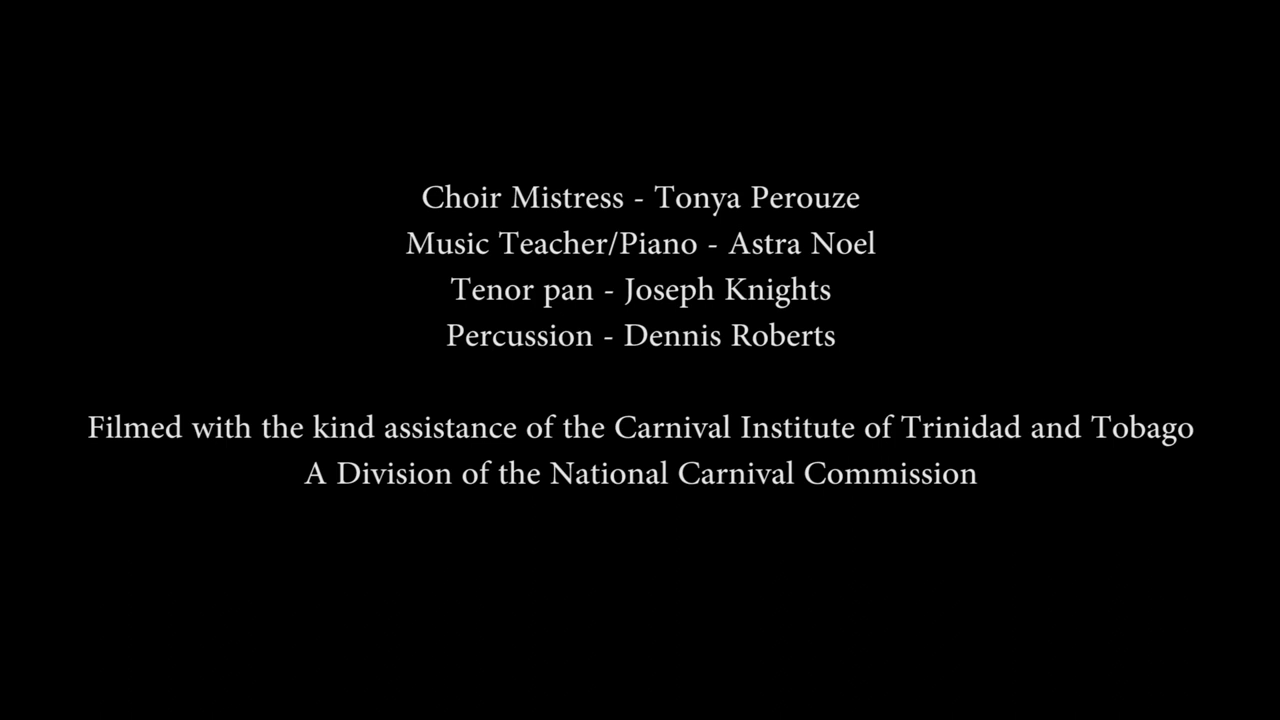 Choir Mistress - Tonya Perouze
Music Teacher/Piano - Astra Noel
Tenor pan - Joseph Knights
Percussion - Dennis Roberts
Filmed with the kind assistance of the Carnival Institute of Trinidad and Tobago
A Division of the National Carnival Commission